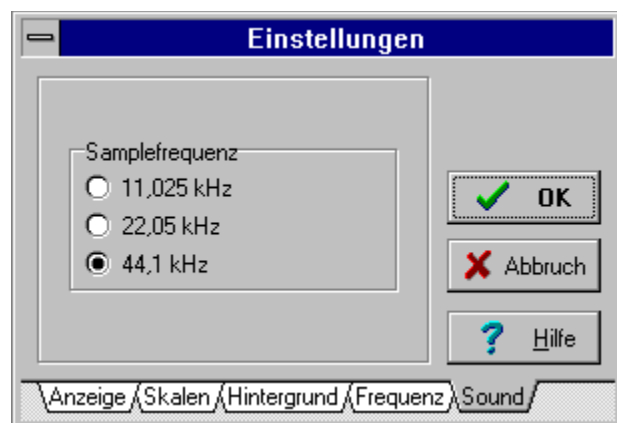 Einstellungen
Samplefrequenz
11,025 kHz
22,05 kHz
44,1 kHz
OK
Abbruch
Hilfe
Anzeige Skalen Hintergrund Frequenz Sound